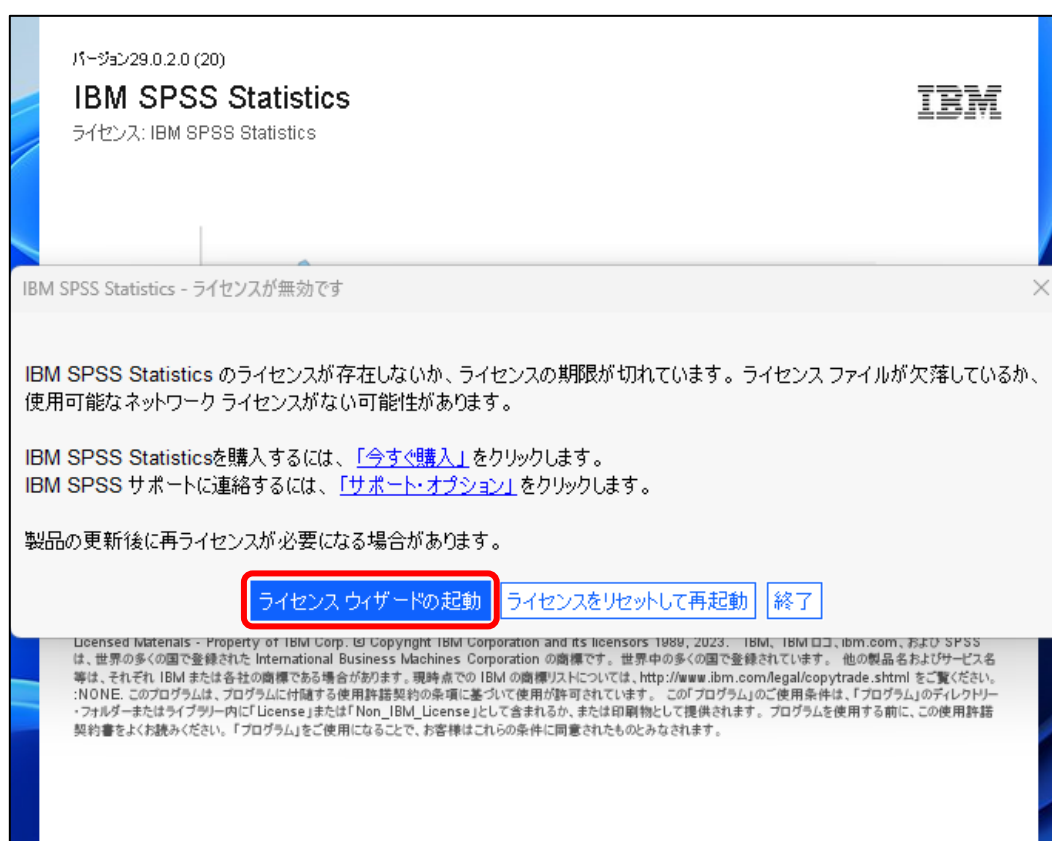 バージョン29.0.2.0 (20)
IBM SPSS Statistics
IBM
ライセンス: IBM SPSS Statistics
IBM SPSS Statistics - ライセンスが無効です
IBM SPSS Statistics のライセンスが存在しないか、ライセンスの期限が切れています。ライセンス ファイルが欠落しているか、
使用可能なネットワーク ライセンスがない可能性があります。
IBM SPSS Statisticsを購入するには、「今すぐ購入」をクリックします。
IBM SPSS サポートに連絡するには、「サポート・オプション」をクリックします。
製品の更新後に再ライセンスが必要になる場合があります。
ライセンス ウィザードの起動 ライセンスをリセットして再起動 終了
Licensed Materials - Property of IBM Corp. © Copyright IBM Corporation and its licensors 1989, 2023. IBM、IBM ロゴ、ibm.com、および SPSS
は、世界の多くの国で登録された International Business Machines Corporation の商標です。世界中の多くの国で登録されています。 他の製品名およびサービス名
等は、それぞれ IBM または各社の商標である場合があります。現時点での IBM の商標リストについては、http://www.ibm.com/legal/copytrade.shtml をご覧ください。
:NONE. このプログラムは、プログラムに付随する使用許諾契約の条項に基づいて使用が許可されています。 この「プログラム」のご使用条件は、「プログラム」のディレクトリー
・フォルダーまたはライブラリー内に「License」または「Non_IBM_License」として含まれるか、または印刷物として提供されます。プログラムを使用する前に、この使用許諾
契約書をよくお読みください。「プログラム」をご使用になることで、お客様はこれらの条件に同意されたものとみなされます。